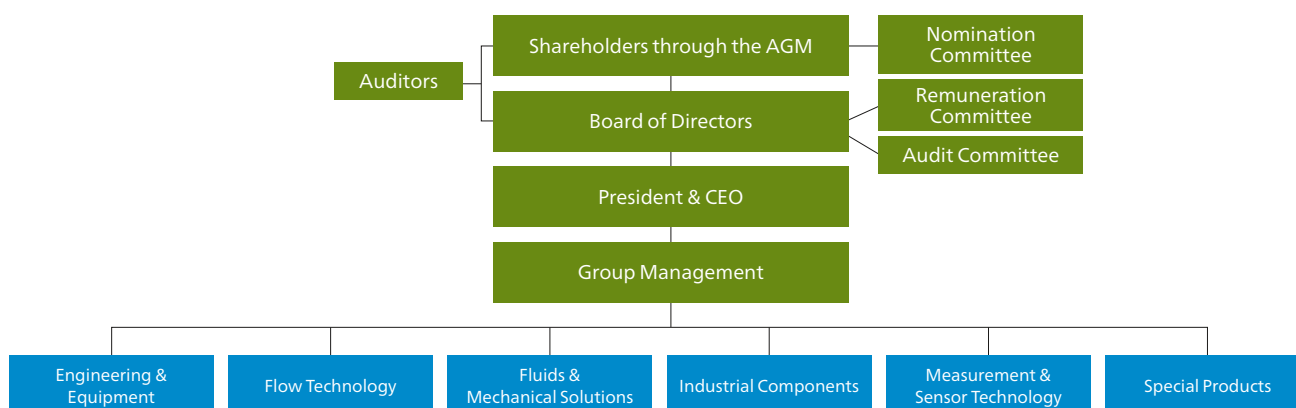 Shareholders through the AGM
Nomination
Committee
Auditors
Board of Directors
Remuneration
Committee
Audit Committee
President & CEO
Group Management
Engineering &
Equipment
Flow Technology
Fluids &
Mechanical Solutions
Industrial Components
Measurement &
Sensor Technology
Special Products